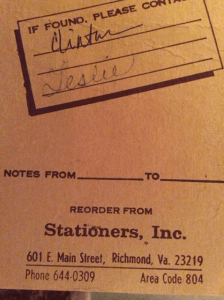 IF FOUND, PLEASE CONTA
Clinton
Leslie
NOTES FROM TO
REORDER FROM
Stationers, Inc.
601 E. Main Street, Richmond, Va. 23219
Phone 644-0309 Area Code 804